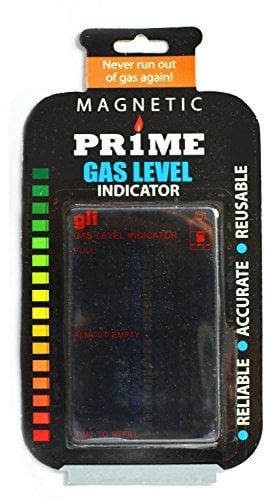 Never run out
of gas again!
MAGNETIC
PR1ME
GAS LEVEL
INDICATOR
gli
GAS LEVEL INDICATOR
FUEL
ALMOST EMPTY
TIME TO REFILL
RELIABLE • ACCURATE • REUSABLE